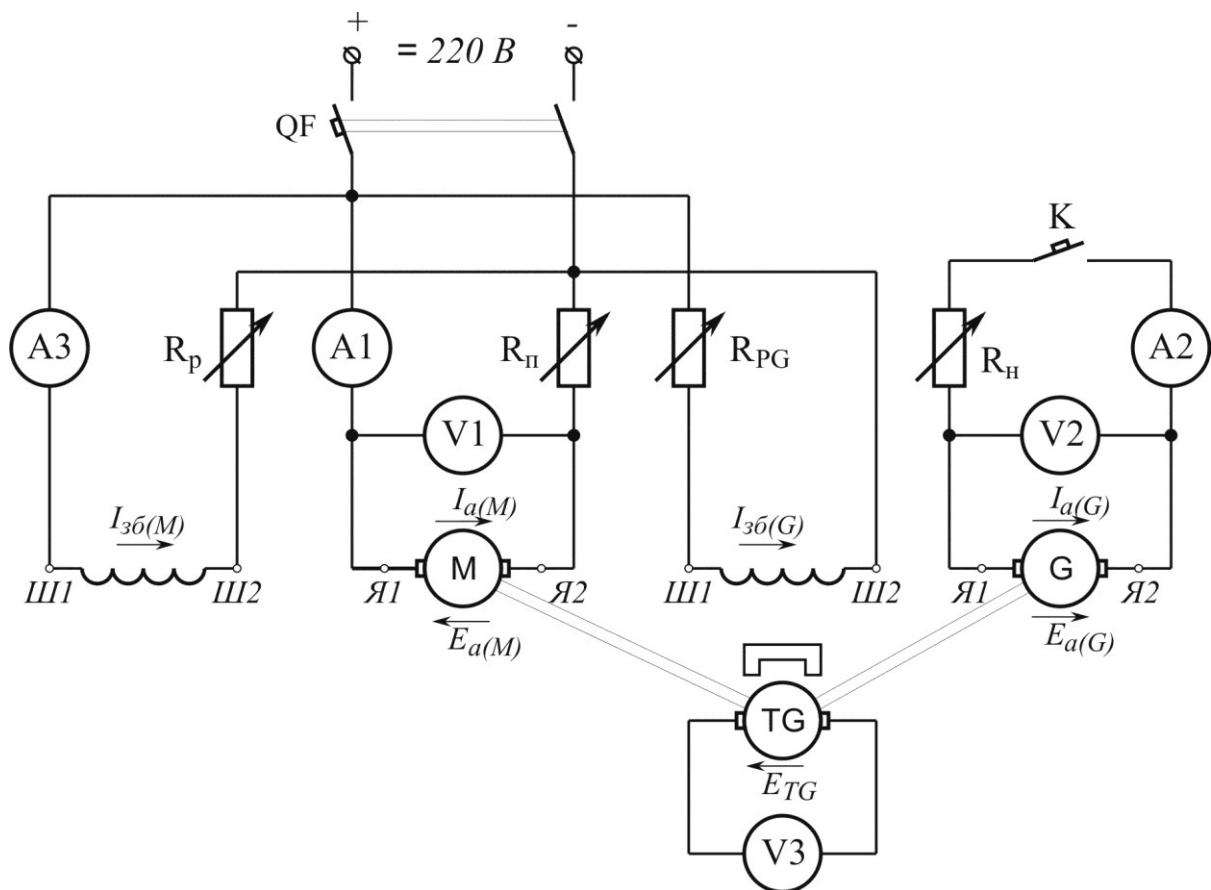 + -
= 220 В
QF
K
A3
Rр
A1
Rп
RPG
Rн
A2
V1
V2
Iзб(M)
Ia(M)
Iзб(G)
Ia(G)
Ш1
Ш2
Я1
M
Я2
Ш1
Ш2
Я1
G
Я2
Ea(M)
Ea(G)
TG
ETG
V3